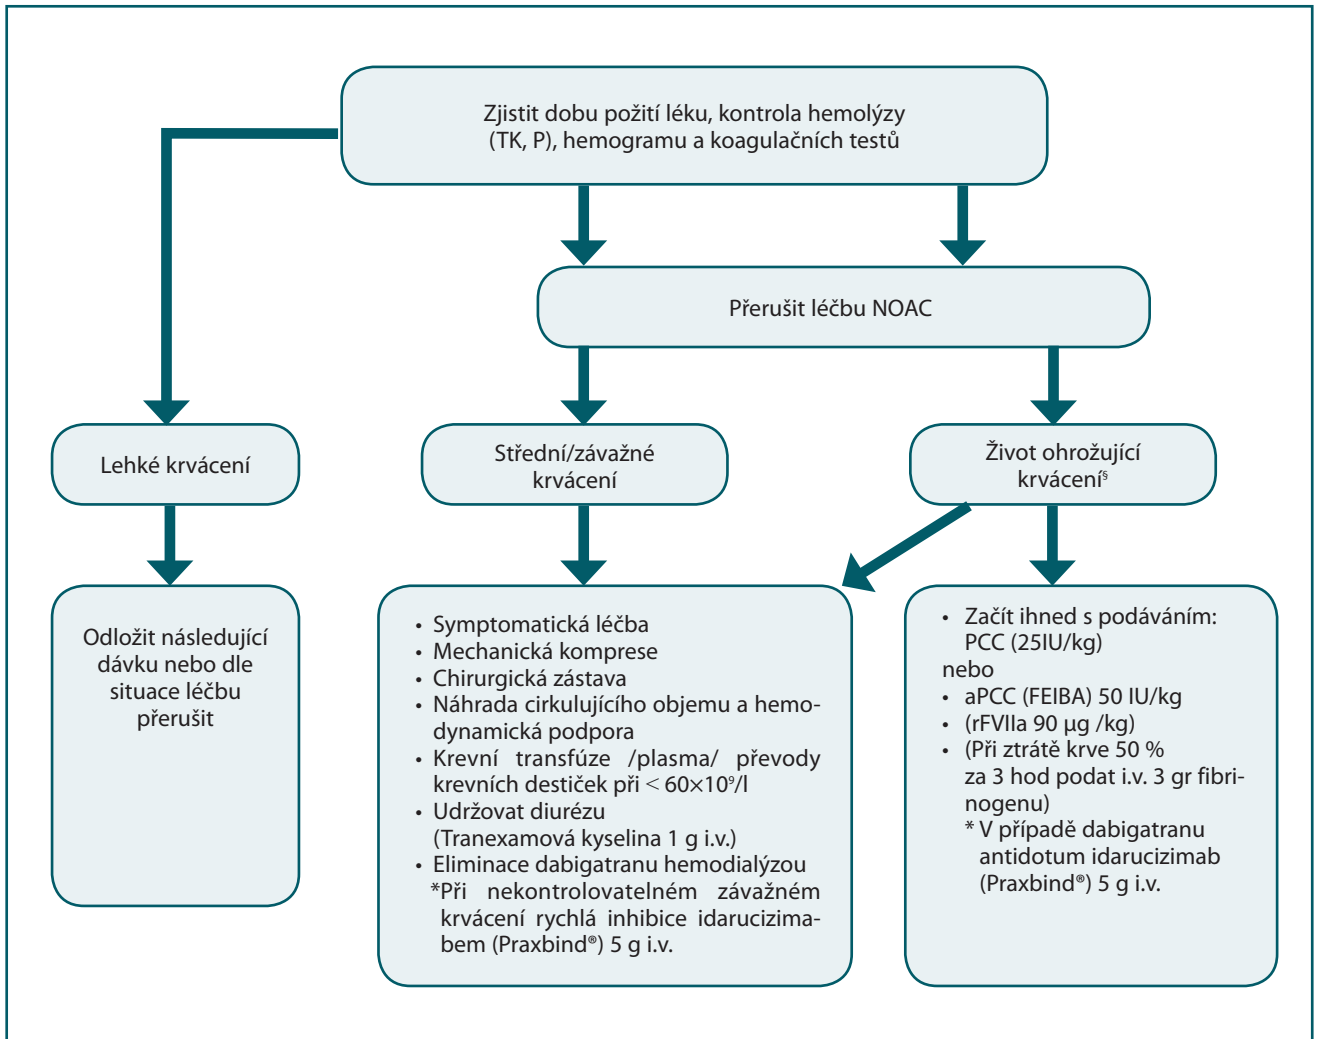 Zjistit dobu požití léku, kontrola hemolýzy
(TK, P), hemogramu a koagulačních testů
Přerušit léčbu NOAC
Lehké krvácení
Střední/závažné
krvácení
Život ohrožující
krvácení§
Odložit následující
dávku nebo dle
situace léčbu
přerušit
• Symptomatická léčba
• Mechanická komprese
• Chirurgická zástava
• Náhrada cirkulujícího objemu a hemo-
dynamická podpora
• Krevní transfúze /plasma/ převody
krevních destiček při < 60×10⁹/l
• Udržovat diurézu
(Tranexamová kyselina 1 g i.v.)
• Eliminace dabigatranu hemodialýzou
*Při nekontrolovatelném závažném
krvácení rychlá inhibice idarucizima-
bem (Praxbind®) 5 g i.v.
• Začít ihned s podáváním:
PCC (25IU/kg)
nebo
• aPCC (FEIBA) 50 IU/kg
• (rFVIIa 90 µg /kg)
• (Při ztrátě krve 50 %
za 3 hod podat i.v. 3 gr fibri-
nogenu)
* V případě dabigatranu
antidotum idarucizimab
(Praxbind®) 5 g i.v.